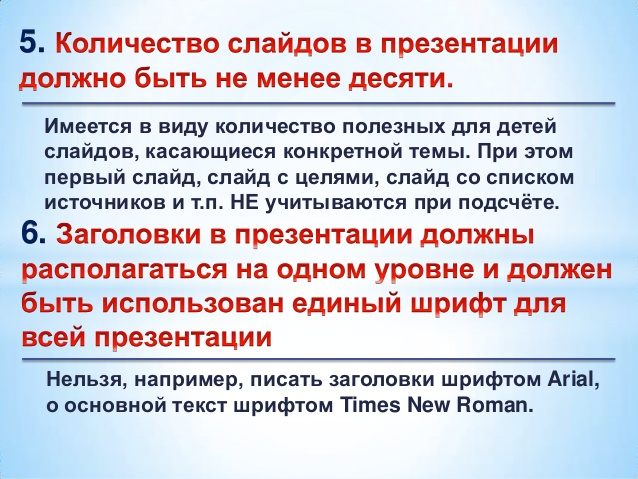 5. Количество слайдов в презентации
должно быть не менее десяти.
Имеется в виду количество полезных для детей
слайдов, касающиеся конкретной темы. При этом
первый слайд, слайд с целями, слайд со списком
источников и т.п. НЕ учитываются при подсчёте.
6. Заголовки в презентации должны
располагаться на одном уровне и должен
быть использован единый шрифт для
всей презентации
Нельзя, например, писать заголовки шрифтом Arial,
о основной текст шрифтом Times New Roman.